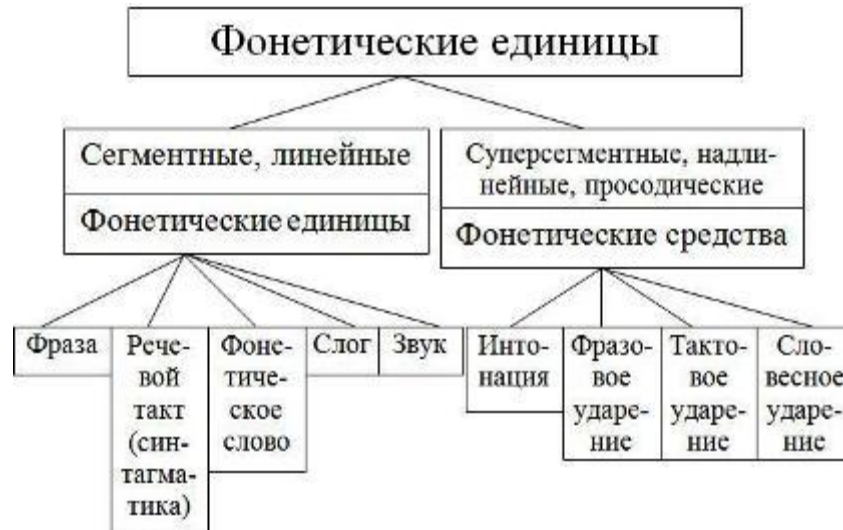 Фонетические единицы
Сегментные, линейные
Фонетические единицы
Суперсегментные, надли-
нейные, просодические
Фонетические средства
Фраза
Рече-
вой
такт
(син-
тагма-
тика)
Фоне-
тиче-
ское
слово
Слог
Звук
Инто-
нация
Фразо-
вое
ударе-
ние
Такто-
вое
ударе-
ние
Сло-
весное
ударе-
ние